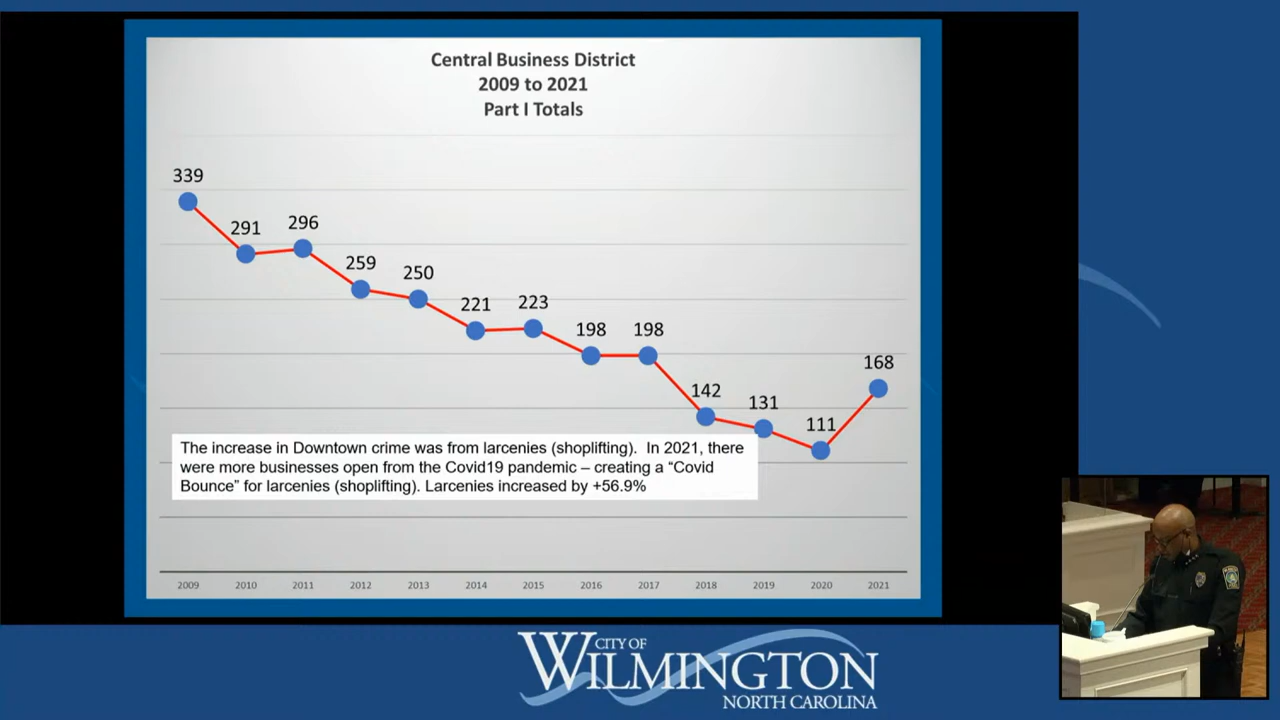 Central Business District
2009 to 2021
Part I Totals
339
291
296
259
250
221
223
198
198
142
131
111
168
The increase in Downtown crime was from larcenies (shoplifting). In 2021, there
were more businesses open from the Covid19 pandemic – creating a "Covid
Bounce" for larcenies (shoplifting). Larcenies increased by +56.9%
2009 2010 2011 2012 2013 2014 2015 2016 2017 2018 2019 2020 2021
CITY OF
WILMINGTON
NORTH CAROLINA